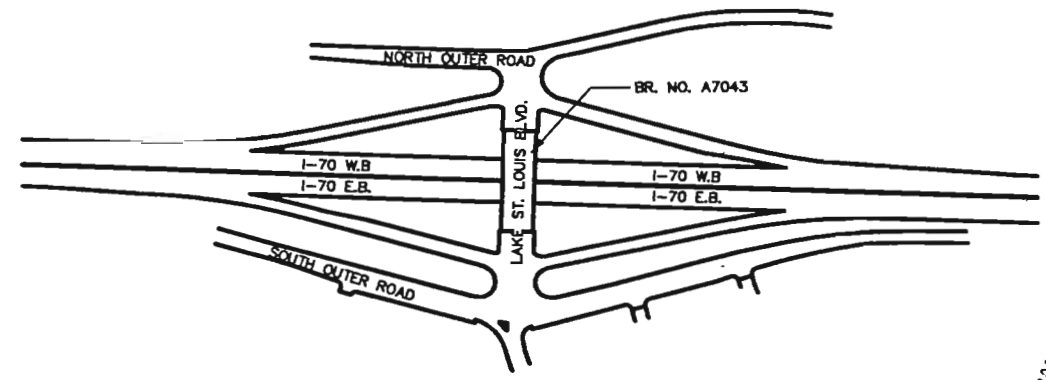 NORTH OUTER ROAD
BR. NO. A7043
LAKE ST. LOUIS BLVD.
I-70 W.B
I-70 E.B.
I-70 W.B
I-70 E.B.
SOUTH OUTER ROAD